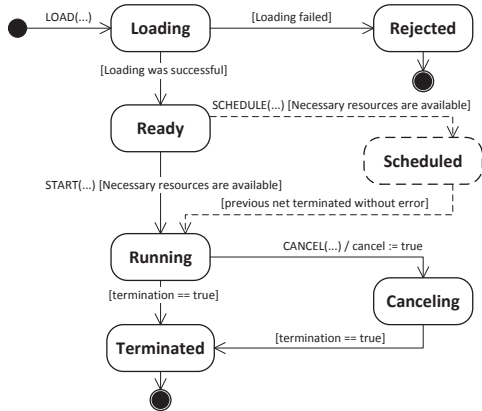 LOAD(...)
Loading
[Loading failed]
Rejected
[Loading was successful]
SCHEDULE(...) [Necessary resources are available]
Ready
Scheduled
START(...) [Necessary resources are available]
[previous net terminated without error]
Running
CANCEL(...) / cancel := true
[termination == true]
Canceling
Terminated
[termination == true]